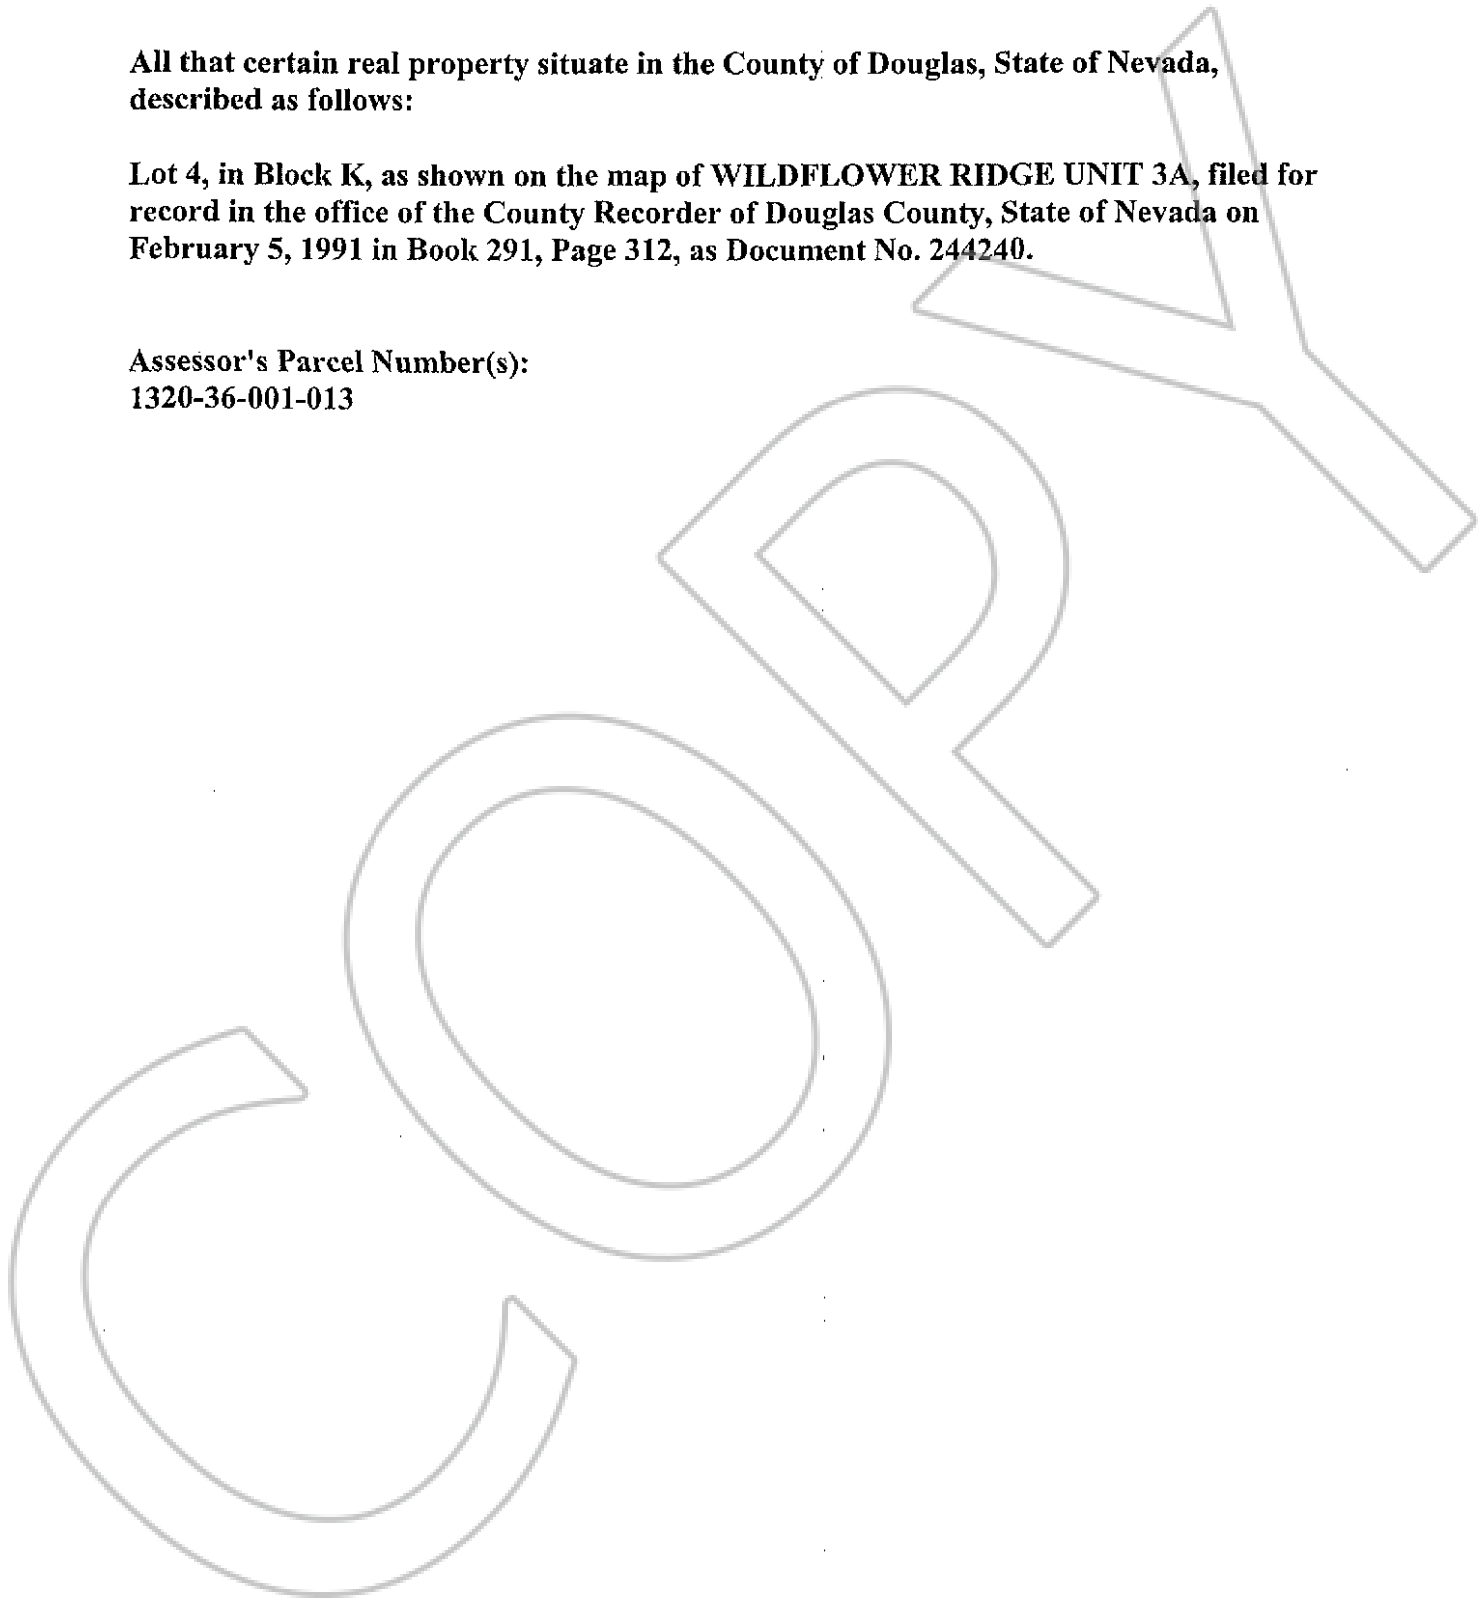 All that certain real property situate in the County of Douglas, State of Nevada,
described as follows:
Lot 4, in Block K, as shown on the map of WILDFLOWER RIDGE UNIT 3A, filed for
record in the office of the County Recorder of Douglas County, State of Nevada on
February 5, 1991 in Book 291, Page 312, as Document No. 244240.
Assessor's Parcel Number(s):
1320-36-001-013
COPY